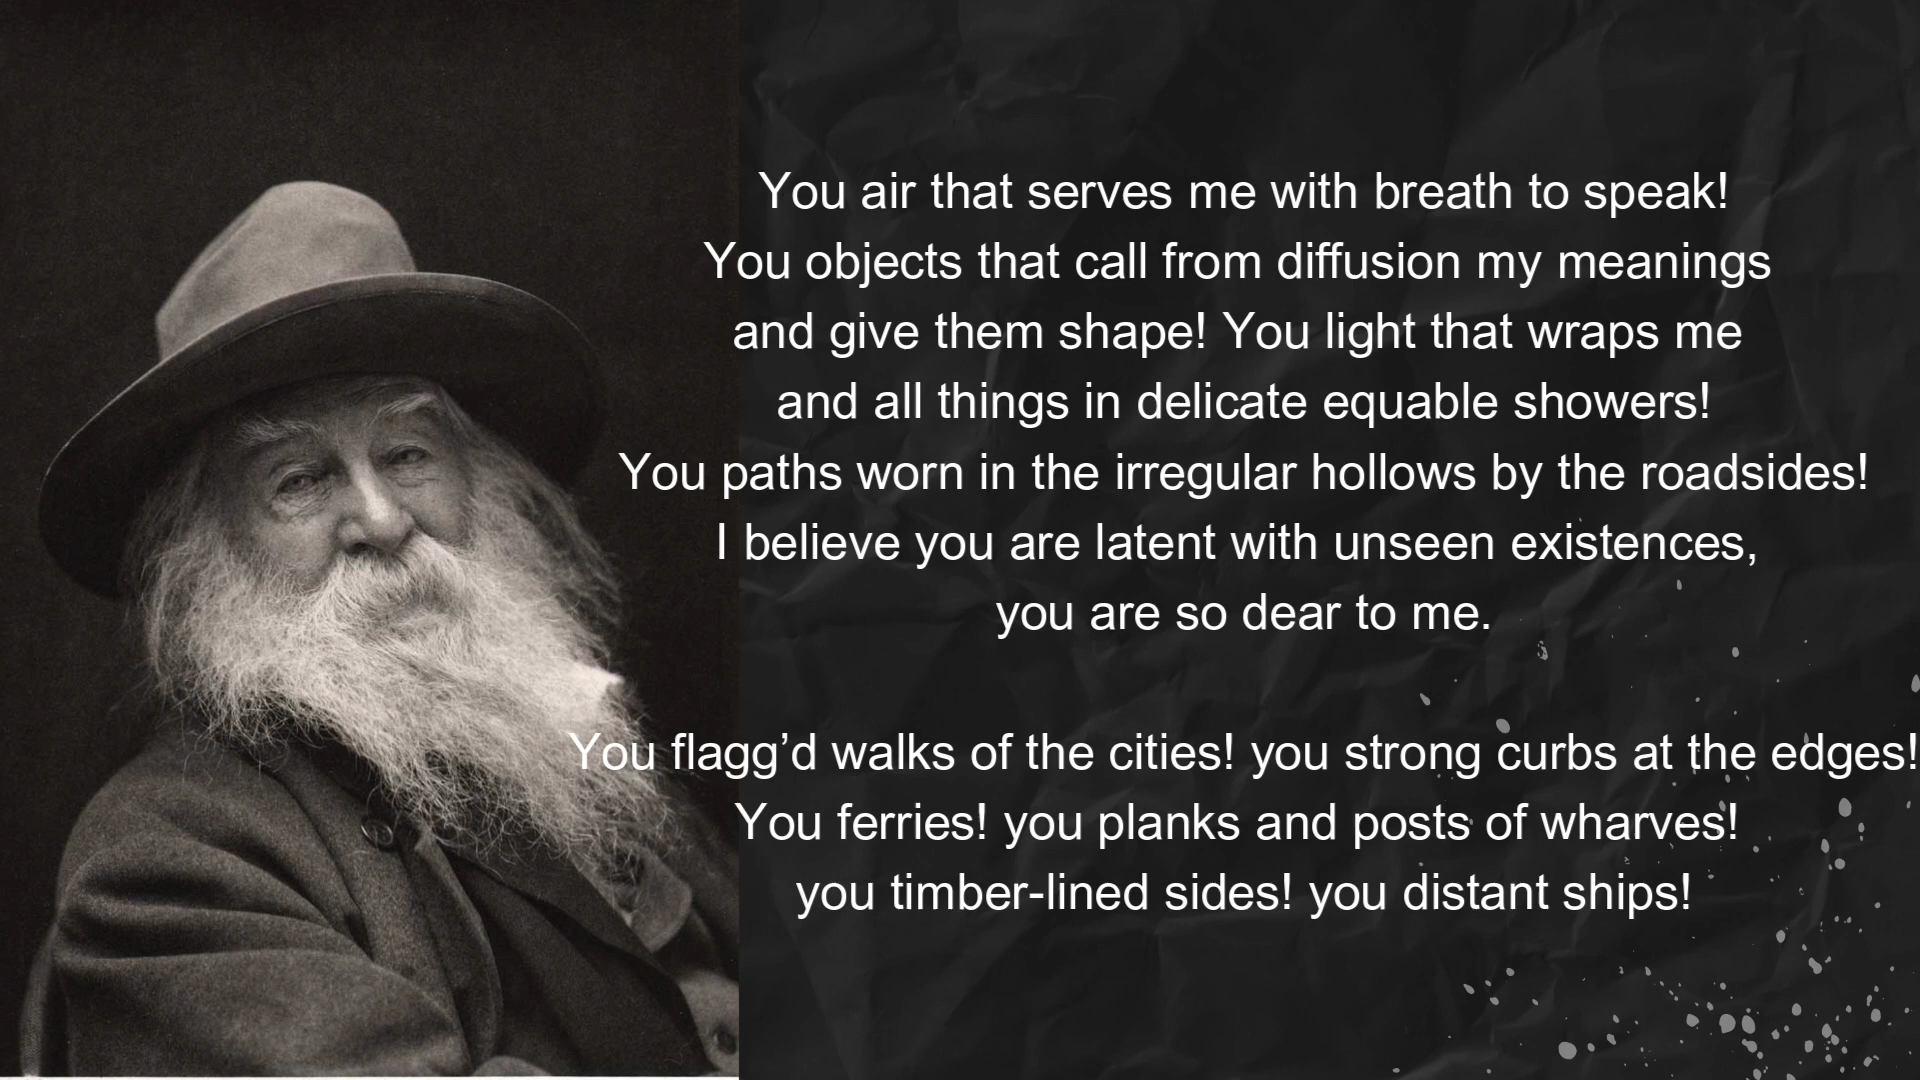 You air that serves me with breath to speak!
You objects that call from diffusion my meanings
and give them shape! You light that wraps me
and all things in delicate equable showers!
You paths worn in the irregular hollows by the roadsides!
I believe you are latent with unseen existences,
you are so dear to me.
You flagg’d walks of the cities! you strong curbs at the edges!
You ferries! you planks and posts of wharves!
you timber-lined sides! you distant ships!